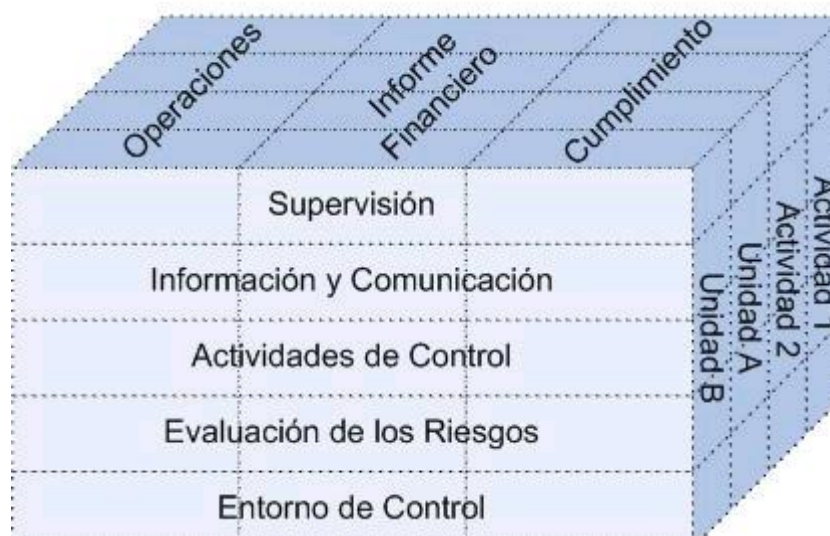 Operaciones
Informe
Financiero
Cumplimiento
Supervisión
Información y Comunicación
Actividades de Control
Evaluación de los Riesgos
Entorno de Control
Unidad B
Unidad A
Actividad 2
Actividad 1